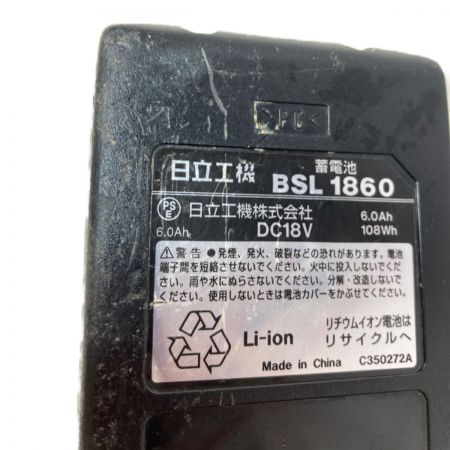 >PC<
日立工機 蓄電池 BSL 1860
PSE 日立工機株式会社 6.0Ah
6.0Ah DC18V 108Wh
⚠警告 ●発煙、発火、破裂などの恐れがあります。電池
端子間を短絡させないでください。火中に投入しないでくだ
さい。雨や水にぬらさないでください。分解・改造しないで
ください。使用しないときは電池カバーをかぶせてください。
Li-ion リチウムイオン電池は
リサイクルへ
Made in China C350272A